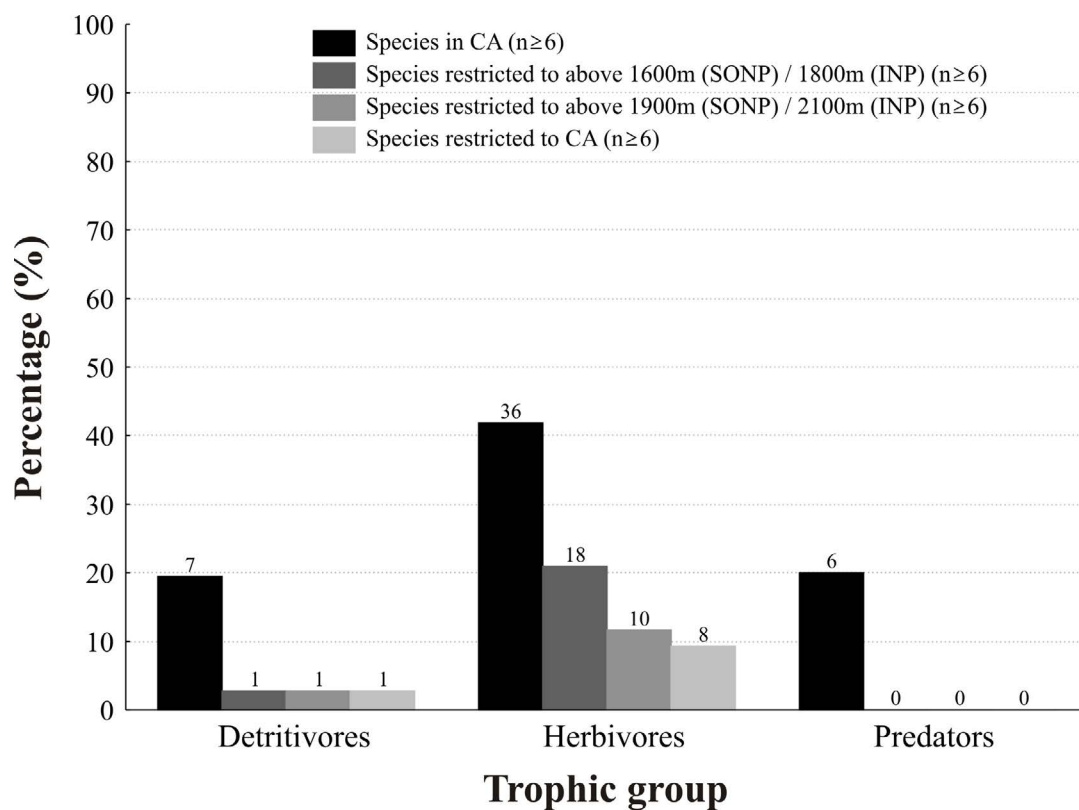 100
90
80
70
60
50
40
30
20
10
0
Percentage (%)
Species in CA (n≥6)
Species restricted to above 1600m (SONP) / 1800m (INP) (n≥6)
Species restricted to above 1900m (SONP) / 2100m (INP) (n≥6)
Species restricted to CA (n≥6)
7
1
1
1
36
18
10
8
6
0
0
0
Detritivores
Herbivores
Predators
Trophic group